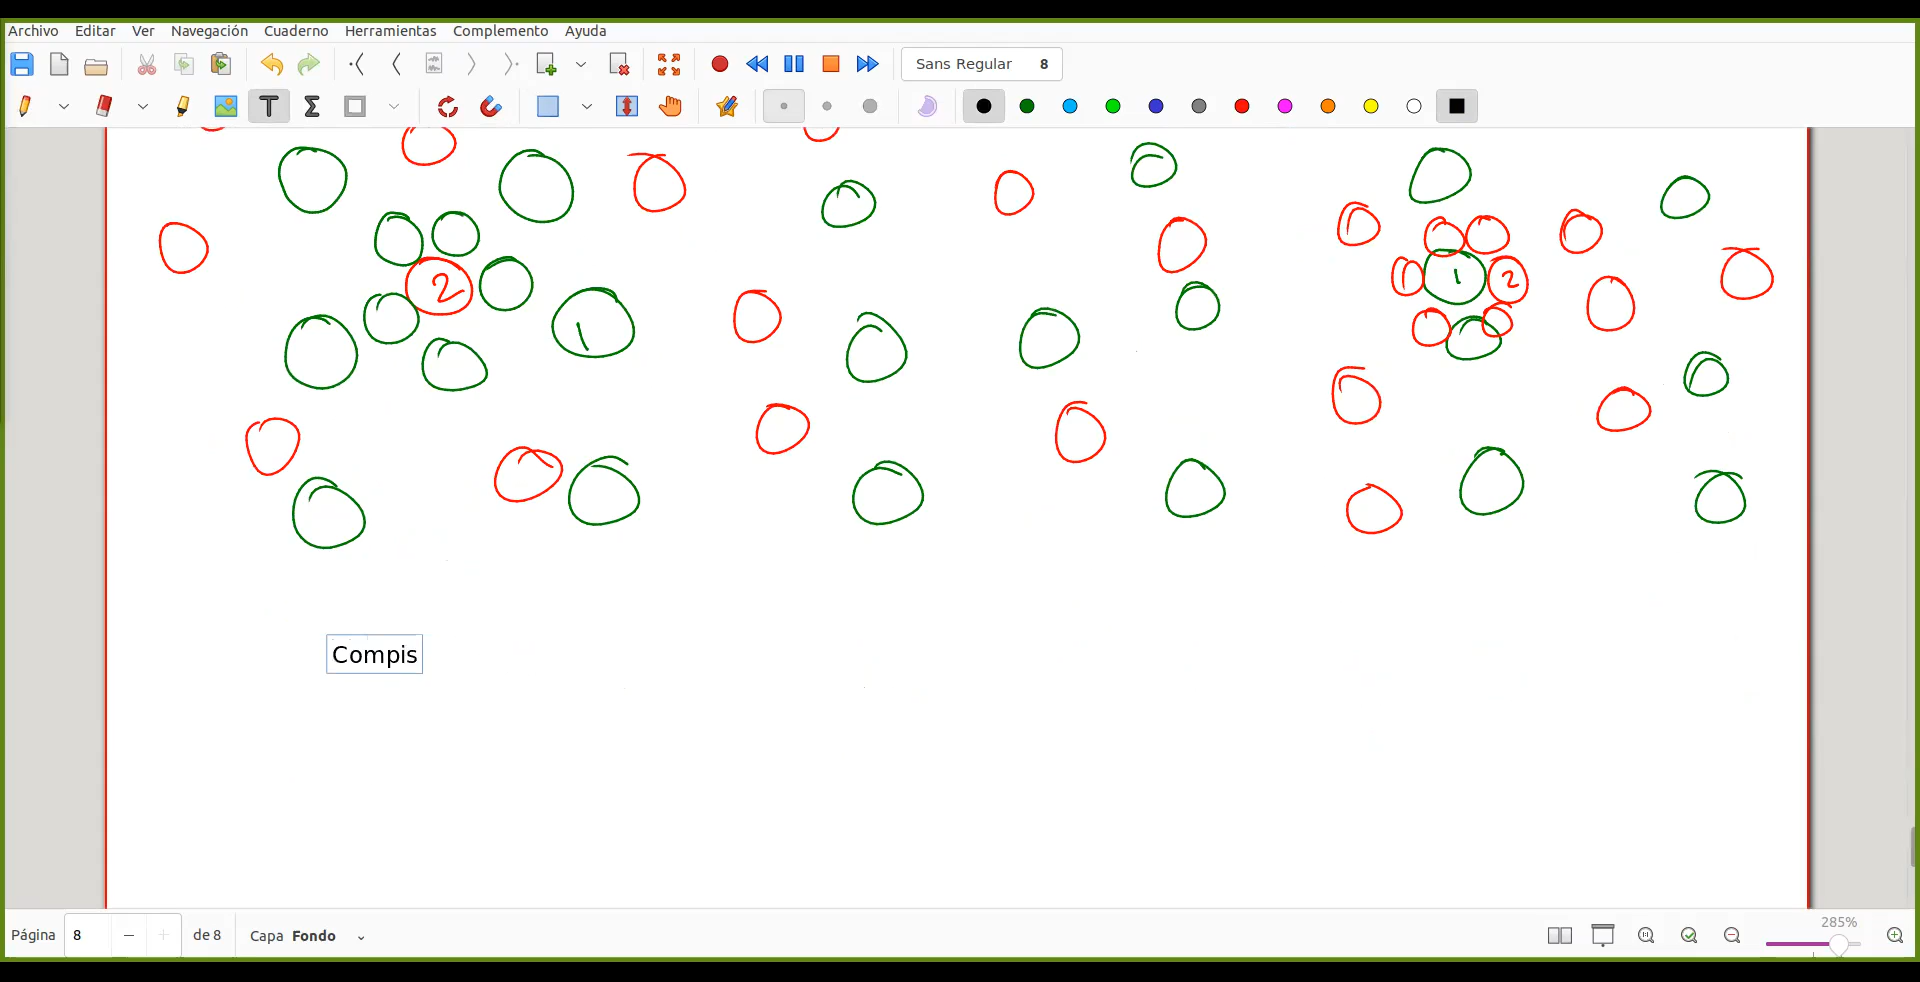 Archivo Editar Ver Navegación Cuaderno Herramientas Complemento Ayuda
Sans Regular 8
T Σ
2
1
1
2
Compis
285%
Página 8 de 8 Capa Fondo